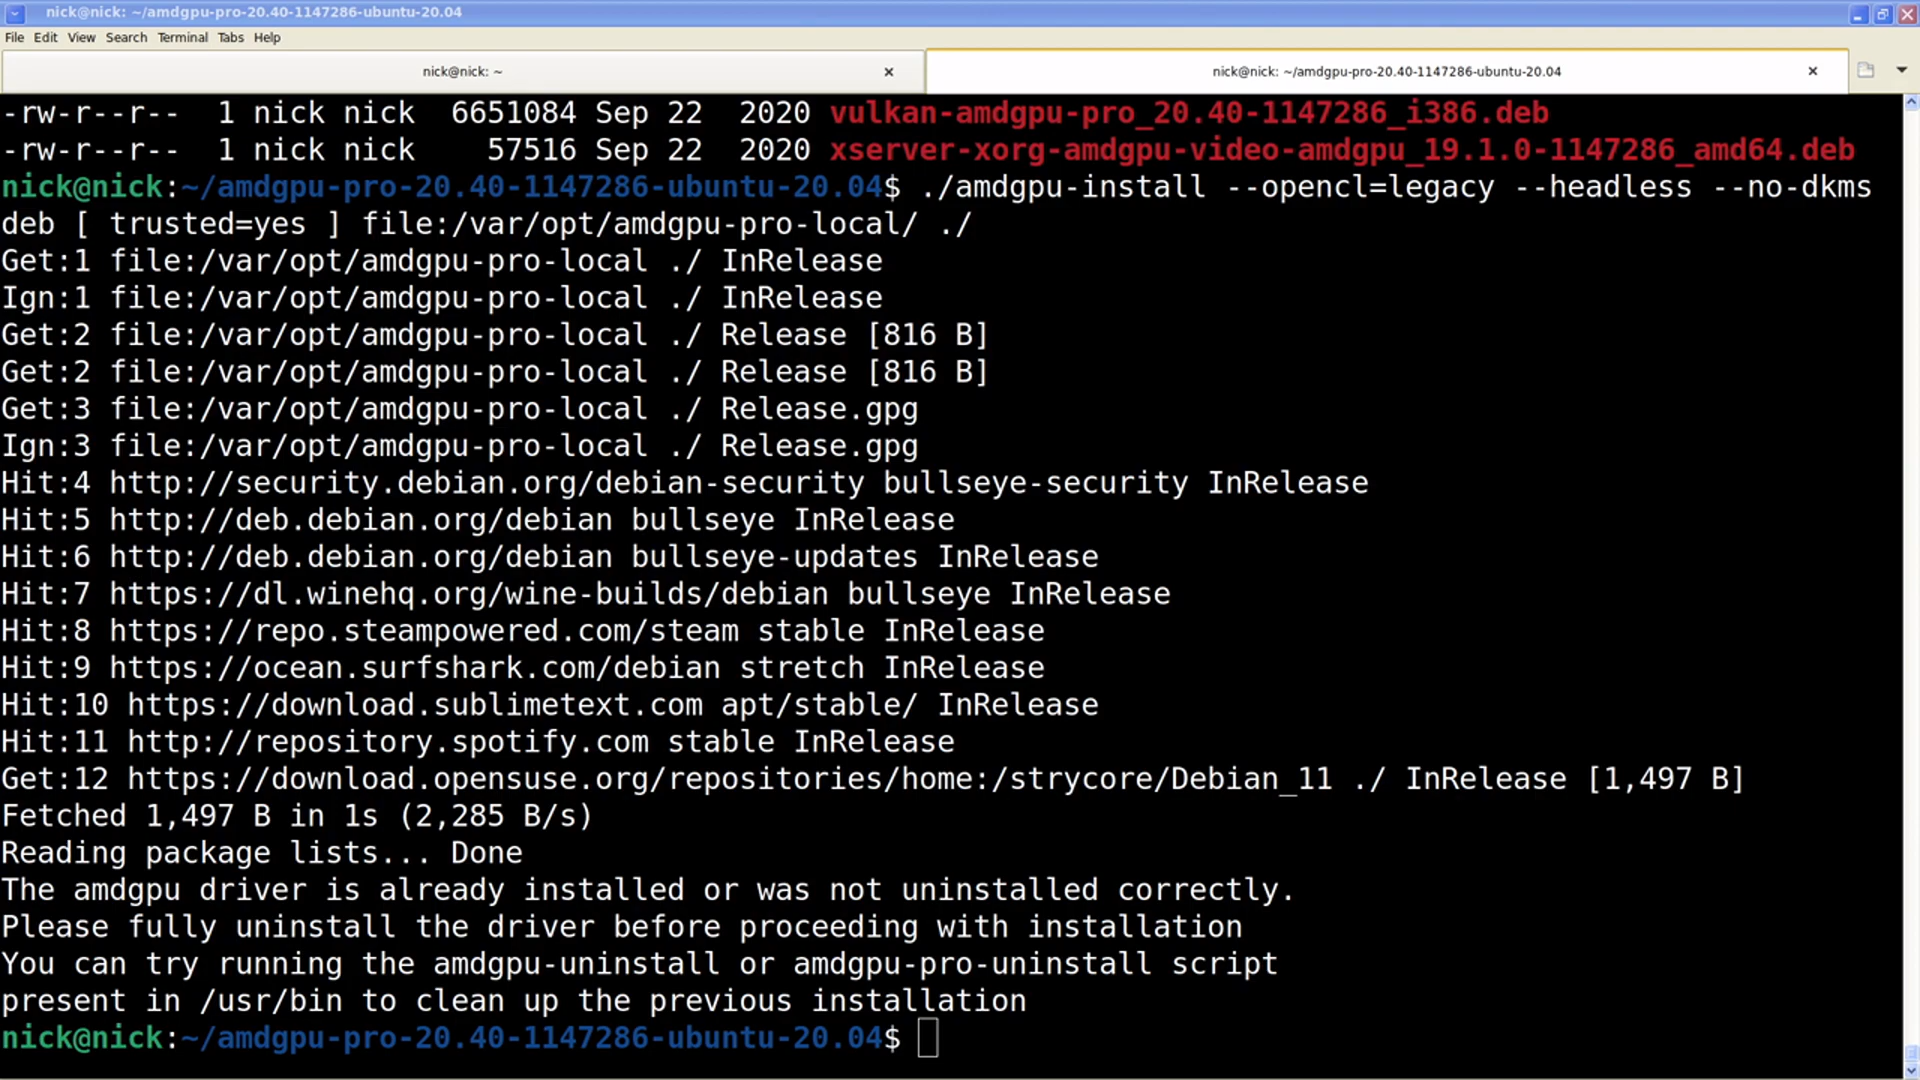 nick@nick: ~/amdgpu-pro-20.40-1147286-ubuntu-20.04
File Edit View Search Terminal Tabs Help
nick@nick: ~
nick@nick: ~/amdgpu-pro-20.40-1147286-ubuntu-20.04
-rw-r--r--  1 nick nick  6651084 Sep 22  2020 vulkan-amdgpu-pro_20.40-1147286_i386.deb
-rw-r--r--  1 nick nick    57516 Sep 22  2020 xserver-xorg-amdgpu-video-amdgpu_19.1.0-1147286_amd64.deb
nick@nick:~/amdgpu-pro-20.40-1147286-ubuntu-20.04$ ./amdgpu-install --opencl=legacy --headless --no-dkms
deb [ trusted=yes ] file:/var/opt/amdgpu-pro-local/ ./
Get:1 file:/var/opt/amdgpu-pro-local ./ InRelease
Ign:1 file:/var/opt/amdgpu-pro-local ./ InRelease
Get:2 file:/var/opt/amdgpu-pro-local ./ Release [816 B]
Get:2 file:/var/opt/amdgpu-pro-local ./ Release [816 B]
Get:3 file:/var/opt/amdgpu-pro-local ./ Release.gpg
Ign:3 file:/var/opt/amdgpu-pro-local ./ Release.gpg
Hit:4 http://security.debian.org/debian-security bullseye-security InRelease
Hit:5 http://deb.debian.org/debian bullseye InRelease
Hit:6 http://deb.debian.org/debian bullseye-updates InRelease
Hit:7 https://dl.winehq.org/wine-builds/debian bullseye InRelease
Hit:8 https://repo.steampowered.com/steam stable InRelease
Hit:9 https://ocean.surfshark.com/debian stretch InRelease
Hit:10 https://download.sublimetext.com apt/stable/ InRelease
Hit:11 http://repository.spotify.com stable InRelease
Get:12 https://download.opensuse.org/repositories/home:/strycore/Debian_11 ./ InRelease [1,497 B]
Fetched 1,497 B in 1s (2,285 B/s)
Reading package lists... Done
The amdgpu driver is already installed or was not uninstalled correctly.
Please fully uninstall the driver before proceeding with installation
You can try running the amdgpu-uninstall or amdgpu-pro-uninstall script
present in /usr/bin to clean up the previous installation
nick@nick:~/amdgpu-pro-20.40-1147286-ubuntu-20.04$